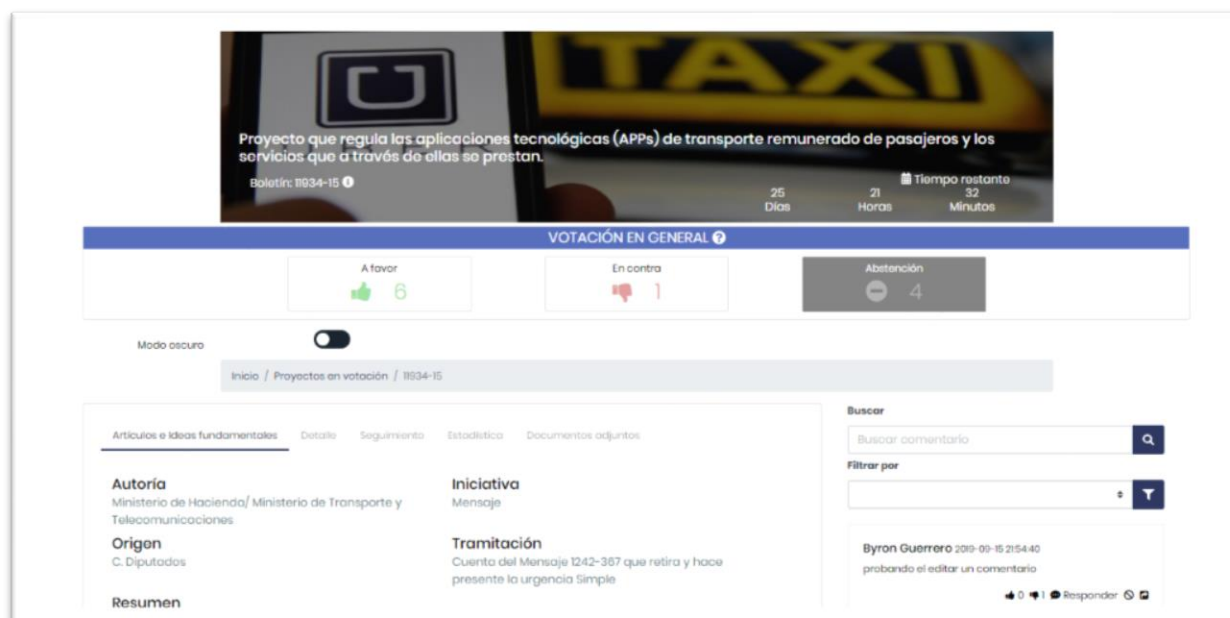 TAXI
UBER
Proyecto que regula las aplicaciones tecnológicas (APPs) de transporte remunerado de pasajeros y los
servicios que a través de ellas se prestan.
Boletín: 11934-15
Tiempo restante
25 21 32
Días Horas Minutos
VOTACIÓN EN GENERAL
A favor
6
En contra
1
Abstención
4
Modo oscuro
Inicio / Proyectos en votación / 11934-15
Artículos e Ideas fundamentales Detalle Seguimiento Estadística Documentos adjuntos
Autoría
Ministerio de Hacienda/ Ministerio de Transporte y
Telecomunicaciones
Iniciativa
Mensaje
Origen
C. Diputados
Tramitación
Cuenta del Mensaje 1242-367 que retira y hace
presente la urgencia Simple
Resumen
Buscar
Buscar comentario
Filtrar por
Byron Guerrero 2019-09-15 21:54:40
probando el editar un comentario
0 1 Responder